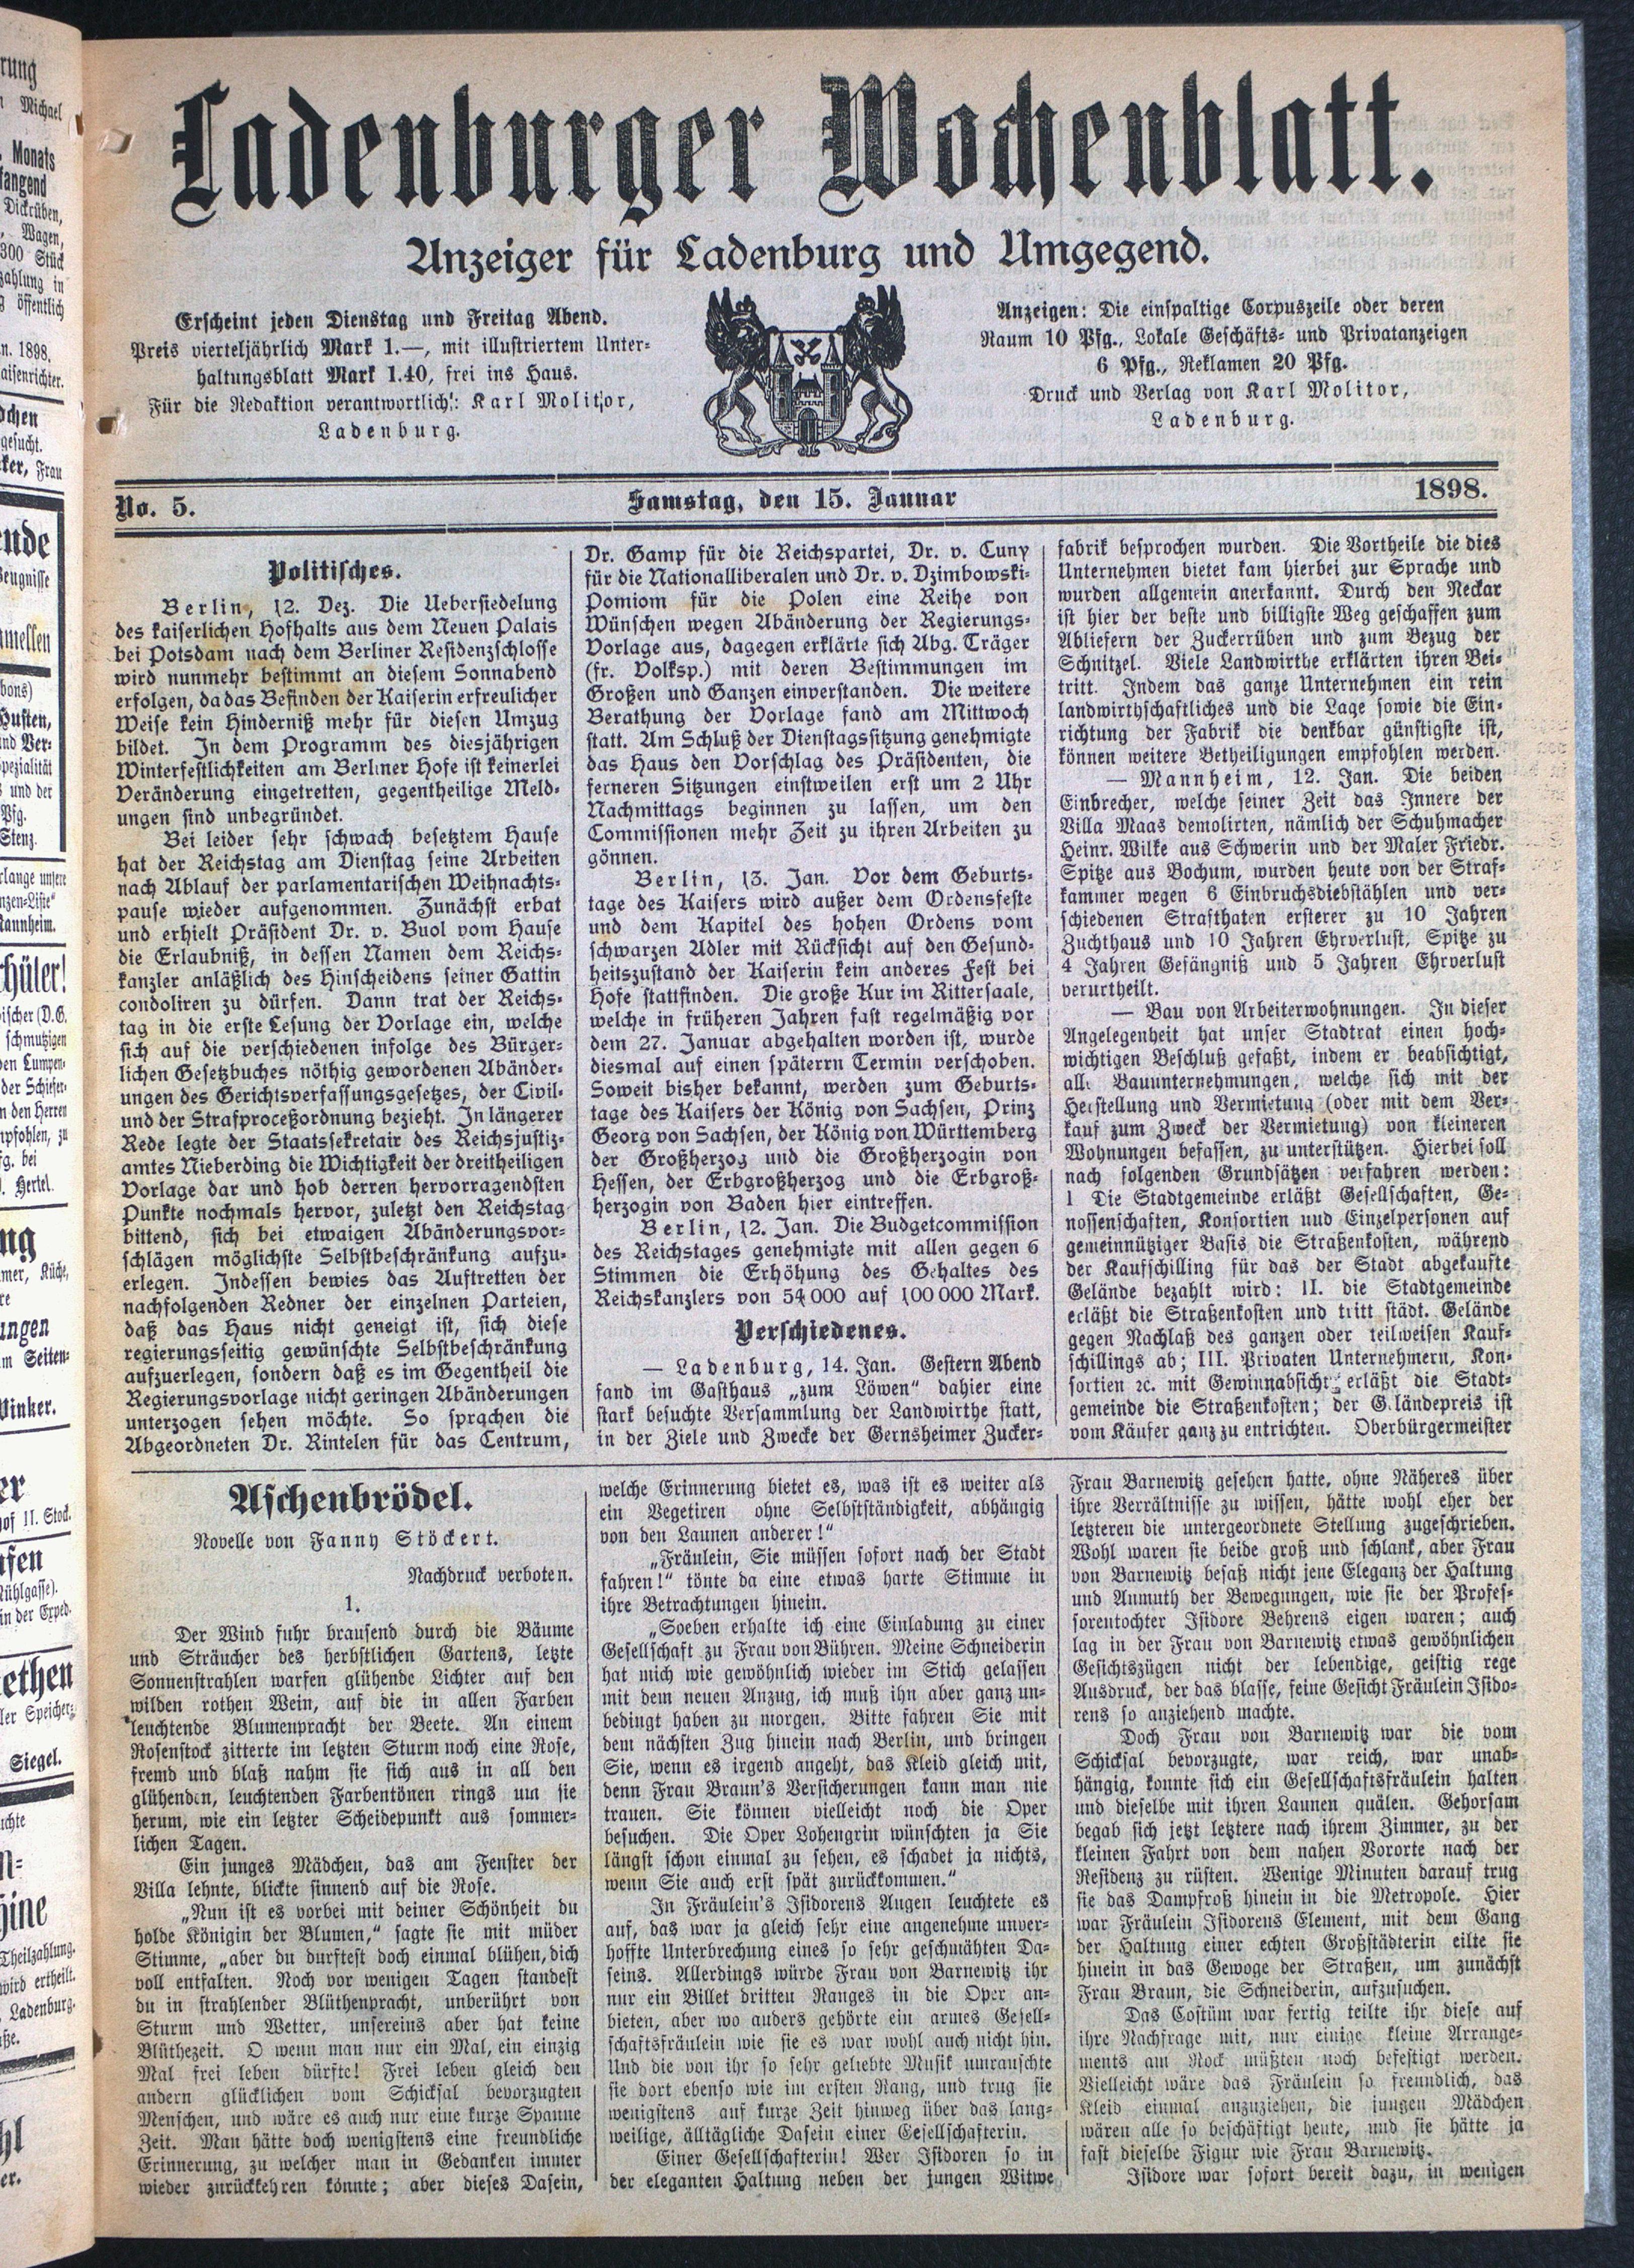 Ladenburger Wochenblatt.
Anzeiger für Ladenburg und Umgegend.
Erscheint jeden Dienstag und Freitag Abend.
Preis vierteljährlich Mark 1.—, mit illustriertem Unter-
haltungsblatt Mark 1.40, frei ins Haus.
Für die Redaktion verantwortlich: Karl Molitor,
Ladenburg.
Anzeigen: Die einspaltige Corpuszeile oder deren
Raum 10 Pfg., Lokale Geschäfts- und Privatanzeigen
6 Pfg., Reklamen 20 Pfg.
Druck und Verlag von Karl Molitor,
Ladenburg.
No. 5.
Samstag, den 15. Januar
1898.
Politisches.
Berlin, 12. Dez. Die Uebersiedelung
des kaiserlichen Hofhalts aus dem Neuen Palais
bei Potsdam nach dem Berliner Residenzschlosse
wird nunmehr bestimmt an diesem Sonnabend
erfolgen, da das Befinden der Kaiserin erfreulicher
Weise kein Hinderniß mehr für diesen Umzug
bildet. In dem Programm des diesjährigen
Winterfestlichkeiten am Berliner Hofe ist keinerlei
Veränderung eingetretten, gegentheilige Meld-
ungen sind unbegründet.
Bei leider sehr schwach besetztem Hause
hat der Reichstag am Dienstag seine Arbeiten
nach Ablauf der parlamentarischen Weihnachts-
pause wieder aufgenommen. Zunächst erbat
und erhielt Präsident Dr. v. Buol vom Hause
die Erlaubniß, in dessen Namen dem Reichs-
kanzler anläßlich des Hinscheidens seiner Gattin
condoliren zu dürfen. Dann trat der Reichs-
tag in die erste Lesung der Vorlage ein, welche
sich auf die verschiedenen infolge des Bürger-
lichen Gesetzbuches nöthig gewordenen Abänder-
ungen des Gerichtsverfassungsgesetzes, der Civil-
und der Strafproceßordnung bezieht. In längerer
Rede legte der Staatssekretair des Reichsjustiz-
amtes Nieberding die Wichtigkeit der dreitheiligen
Vorlage dar und hob derren hervorragendsten
Punkte nochmals hervor, zuletzt den Reichstag
bittend, sich bei etwaigen Abänderungsvor-
schlägen möglichste Selbstbeschränkung aufzu-
erlegen. Indessen bewies das Auftretten der
nachfolgenden Redner der einzelnen Parteien,
daß das Haus nicht geneigt ist, sich diese
regierungsseitig gewünschte Selbstbeschränkung
aufzuerlegen, sondern daß es im Gegentheil die
Regierungsvorlage nicht geringen Abänderungen
unterzogen sehen möchte. So sprachen die
Abgeordneten Dr. Rintelen für das Centrum,
Dr. Gamp für die Reichspartei, Dr. v. Cuny
für die Nationalliberalen und Dr. v. Dzimbowski-
Pomiom für die Polen eine Reihe von
Wünschen wegen Abänderung der Regierungs-
Vorlage aus, dagegen erklärte sich Abg. Träger
(fr. Volksp.) mit deren Bestimmungen im
Großen und Ganzen einverstanden. Die weitere
Berathung der Vorlage fand am Mittwoch
statt. Am Schluß der Dienstagssitzung genehmigte
das Haus den Vorschlag des Präsidenten, die
ferneren Sitzungen einstweilen erst um 2 Uhr
Nachmittags beginnen zu lassen, um den
Commissionen mehr Zeit zu ihren Arbeiten zu
gönnen.
Berlin, 13. Jan. Vor dem Geburts-
tage des Kaisers wird außer dem Ordensfeste
und dem Kapitel des hohen Ordens vom
schwarzen Adler mit Rücksicht auf den Gesund-
heitszustand der Kaiserin kein anderes Fest bei
Hofe stattfinden. Die große Kur im Rittersaale,
welche in früheren Jahren fast regelmäßig vor
dem 27. Januar abgehalten worden ist, wurde
diesmal auf einen späterrn Termin verschoben.
Soweit bisher bekannt, werden zum Geburts-
tage des Kaisers der König von Sachsen, Prinz
Georg von Sachsen, der König von Württemberg
der Großherzog und die Großherzogin von
Hessen, der Erbgroßherzog und die Erbgroß-
herzogin von Baden hier eintreffen.
Berlin, 12. Jan. Die Budgetcommission
des Reichstages genehmigte mit allen gegen 6
Stimmen die Erhöhung des Gehaltes des
Reichskanzlers von 54 000 auf 100 000 Mark.
Verschiedenes.
— Ladenburg, 14. Jan. Gestern Abend
fand im Gasthaus „zum Löwen“ dahier eine
stark besuchte Versammlung der Landwirthe statt,
in der Ziele und Zwecke der Gernsheimer Zucker-
fabrik besprochen wurden. Die Vortheile die dies
Unternehmen bietet kam hierbei zur Sprache und
wurden allgemein anerkannt. Durch den Neckar
ist hier der beste und billigste Weg geschaffen zum
Abliefern der Zuckerrüben und zum Bezug der
Schnitzel. Viele Landwirthe erklärten ihren Bei-
tritt. Indem das ganze Unternehmen ein rein
landwirthschaftliches und die Lage sowie die Ein-
richtung der Fabrik die denkbar günstigste ist,
können weitere Betheiligungen empfohlen werden.
— Mannheim, 12. Jan. Die beiden
Einbrecher, welche seiner Zeit das Innere der
Villa Maas demolirten, nämlich der Schuhmacher
Heinr. Wilke aus Schwerin und der Maler Friedr.
Spitze aus Bochum, wurden heute von der Straf-
kammer wegen 6 Einbruchsdiebstählen und ver-
schiedenen Strafthaten ersterer zu 10 Jahren
Zuchthaus und 10 Jahren Ehrverlust, Spitze zu
4 Jahren Gefängniß und 5 Jahren Ehrverlust
verurtheilt.
— Bau von Arbeiterwohnungen. In dieser
Angelegenheit hat unser Stadtrat einen hoch-
wichtigen Beschluß gefaßt, indem er beabsichtigt,
all. Bauunternehmungen, welche sich mit der
Herstellung und Vermietung (oder mit dem Ver-
kauf zum Zweck der Vermietung) von kleineren
Wohnungen befassen, zu unterstützen. Hierbei soll
nach folgenden Grundsätzen verfahren werden:
1 Die Stadtgemeinde erläßt Gesellschaften, Ge-
nossenschaften, Konsortien und Einzelpersonen auf
gemeinnütziger Basis die Straßenkosten, während
der Kaufschilling für das der Stadt abgekaufte
Gelände bezahlt wird: II. die Stadtgemeinde
erläßt die Straßenkosten und tritt städt. Gelände
gegen Nachlaß des ganzen oder teilweisen Kauf-
schillings ab; III. Privaten Unternehmern, Kon-
sortien ꝛc. mit Gewinnabsicht erläßt die Stadt-
gemeinde die Straßenkosten; der G.ländepreis ist
vom Käufer ganz zu entrichten. Oberbürgermeister
Aschenbrödel.
Novelle von Fanny Stöckert.
Nachdruck verboten.
1.
Der Wind fuhr brausend durch die Bäume
und Sträucher des herbstlichen Gartens, letzte
Sonnenstrahlen warfen glühende Lichter auf den
wilden rothen Wein, auf die in allen Farben
leuchtende Blumenpracht der Beete. An einem
Rosenstock zitterte im letzten Sturm noch eine Rose,
fremd und blaß nahm sie sich aus in all den
glühenden, leuchtenden Farbentönen rings um sie
herum, wie ein letzter Scheidepunkt aus sommer-
lichen Tagen.
Ein junges Mädchen, das am Fenster der
Villa lehnte, blickte sinnend auf die Rose.
„Nun ist es vorbei mit deiner Schönheit du
holde Königin der Blumen,“ sagte sie mit müder
Stimme, „aber du durftest doch einmal blühen, dich
voll entfalten. Noch vor wenigen Tagen standest
du in strahlender Blüthenpracht, unberührt von
Sturm und Wetter, unsereins aber hat keine
Blüthezeit. O wenn man nur ein Mal, ein einzig
Mal frei leben dürfte! Frei leben gleich den
andern glücklichen vom Schicksal bevorzugten
Menschen, und wäre es auch nur eine kurze Spanne
Zeit. Man hätte doch wenigstens eine freundliche
Erinnerung, zu welcher man in Gedanken immer
wieder zurückkehren könnte; aber dieses Dasein,
welche Erinnerung bietet es, was ist es weiter als
ein Vegetiren ohne Selbstständigkeit, abhängig
von den Launen anderer!“
„Fräulein, Sie müssen sofort nach der Stadt
fahren!“ tönte da eine etwas harte Stimme in
ihre Betrachtungen hinein.
„Soeben erhalte ich eine Einladung zu einer
Gesellschaft zu Frau von Bühren. Meine Schneiderin
hat mich wie gewöhnlich wieder im Stich gelassen
mit dem neuen Anzug, ich muß ihn aber ganz un-
bedingt haben zu morgen. Bitte fahren Sie mit
dem nächsten Zug hinein nach Berlin, und bringen
Sie, wenn es irgend angeht, das Kleid gleich mit,
denn Frau Braun's Versicherungen kann man nie
trauen. Sie können vielleicht noch die Oper
besuchen. Die Oper Lohengrin wünschten ja Sie
längst schon einmal zu sehen, es schadet ja nichts,
wenn Sie auch erst spät zurückkommen.“
In Fräulein's Isidorens Augen leuchtete es
auf, das war ja gleich sehr eine angenehme unver-
hoffte Unterbrechung eines so sehr geschmähten Da-
seins. Allerdings würde Frau von Barnewitz ihr
nur ein Billet dritten Ranges in die Oper an-
bieten, aber wo anders gehörte ein armes Gesell-
schaftsfräulein wie sie es war wohl auch nicht hin.
Und die von ihr so sehr geliebte Musik umrauschte
sie dort ebenso wie im ersten Rang, und trug sie
wenigstens auf kurze Zeit hinweg über das lang-
weilige, älltägliche Dasein einer Gesellschafterin.
Einer Gesellschafterin! Wer Isidoren so in
der eleganten Haltung neben der jungen Witwe
Frau Barnewitz gesehen hatte, ohne Näheres über
ihre Verrältnisse zu wissen, hätte wohl eher der
letzteren die untergeordnete Stellung zugeschrieben.
Wohl waren sie beide groß und schlank, aber Frau
von Barnewitz besaß nicht jene Eleganz der Haltung
und Anmuth der Bewegungen, wie sie der Profes-
sorentochter Isidore Behrens eigen waren; auch
lag in der Frau von Barnewitz etwas gewöhnlichen
Gesichtszügen nicht der lebendige, geistig rege
Ausdruck, der das blasse, feine Gesicht Fräulein Isido-
rens so anziehend machte.
Doch Frau von Barnewitz war die vom
Schicksal bevorzugte, war reich, war unab-
hängig, konnte sich ein Gesellschaftsfräulein halten
und dieselbe mit ihren Launen quälen. Gehorsam
begab sich jetzt letztere nach ihrem Zimmer, zu der
kleinen Fahrt von dem nahen Vororte nach der
Residenz zu rüsten. Wenige Minuten darauf trug
sie das Dampfroß hinein in die Metropole. Hier
war Fräulein Isidorens Element, mit dem Gang
der Haltung einer echten Großstädterin eilte sie
hinein in das Gewoge der Straßen, um zunächst
Frau Braun, die Schneiderin, aufzusuchen.
Das Costüm war fertig teilte ihr diese auf
ihre Nachfrage mit, nur einige kleine Arrange-
ments am Rock müßten noch befestigt werden.
Vielleicht wäre das Fräulein so freundlich, das
Kleid einmal anzuziehen, die jungen Mädchen
wären alle so beschäftigt heute, und sie hätte ja
fast dieselbe Figur wie Frau Barnewitz.
Isidore war sofort bereit dazu, in wenigen